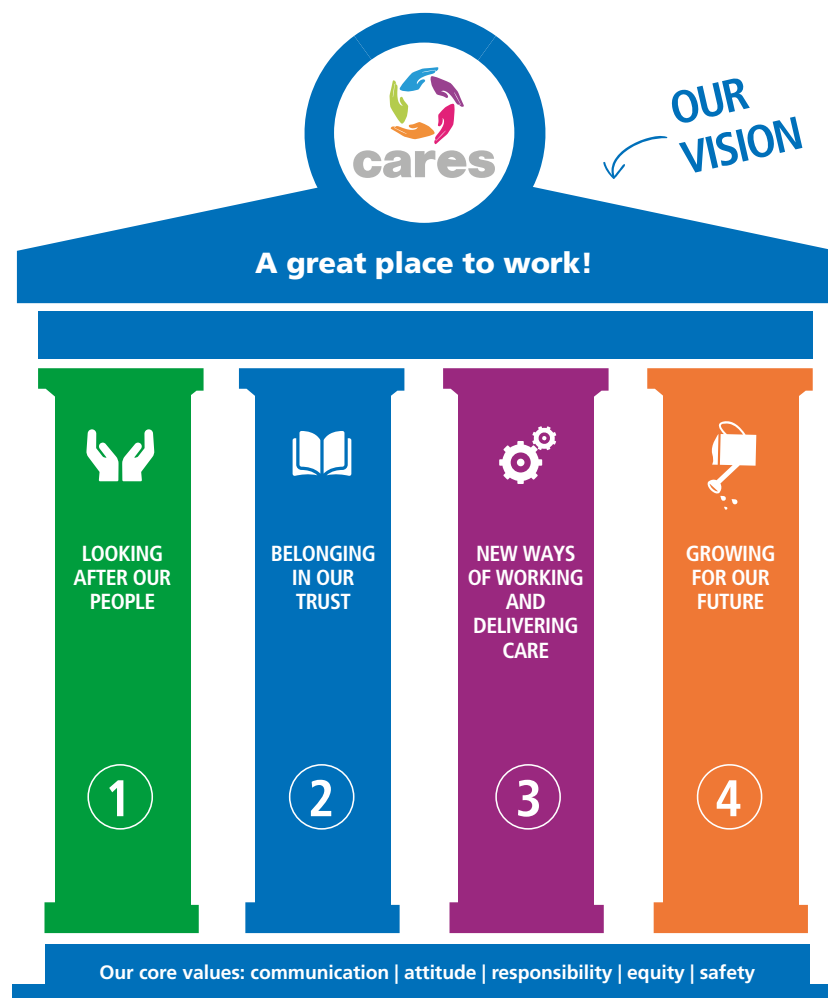 cares
OUR
VISION
A great place to work!
LOOKING
AFTER OUR
PEOPLE
1
BELONGING
IN OUR
TRUST
2
NEW WAYS
OF WORKING
AND
DELIVERING
CARE
3
GROWING
FOR OUR
FUTURE
4
Our core values: communication | attitude | responsibility | equity | safety